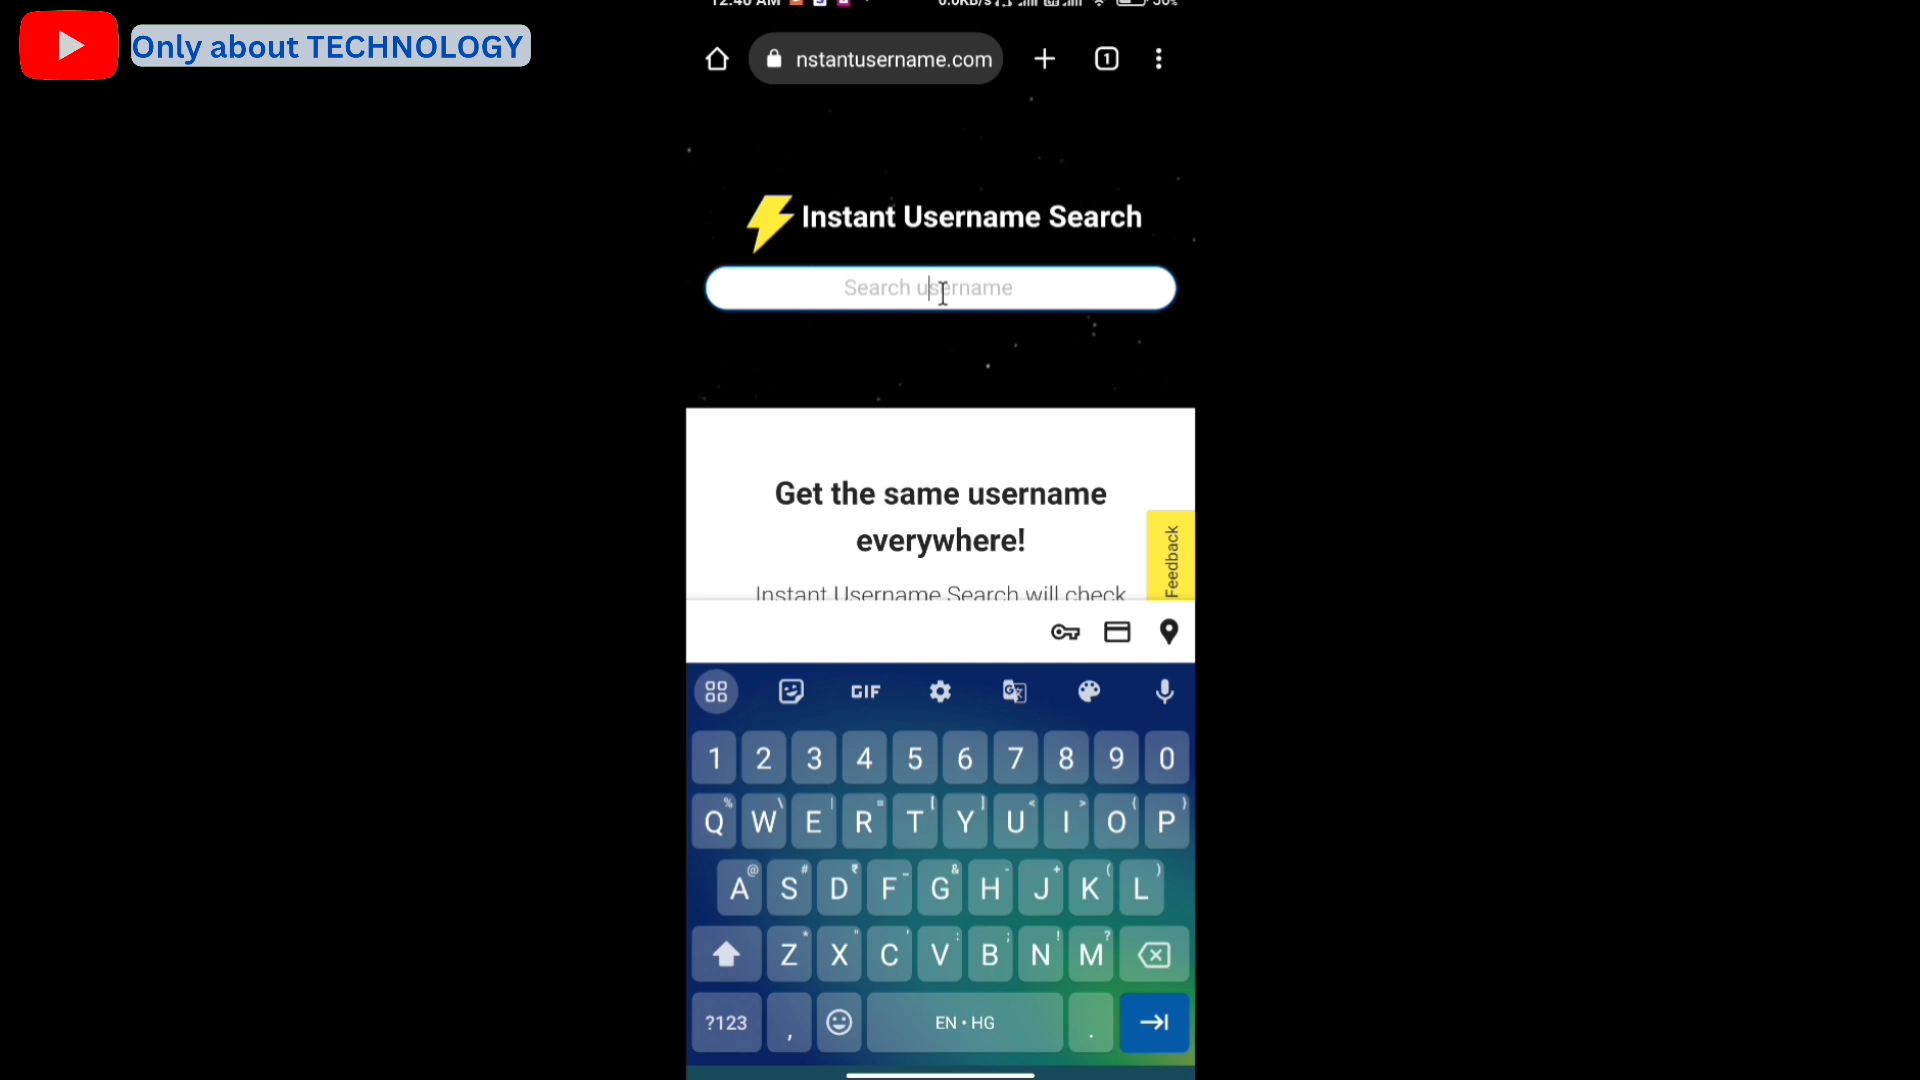 Only about TECHNOLOGY
nstantusername.com
1
Instant Username Search
Search username
Get the same username
everywhere!
Instant Username Search will check
Feedback
GIF
1 2 3 4 5 6 7 8 9 0
Q W E R T Y U I O P
A S D F G H J K L
Z X C V B N M
?123 , EN • HG .